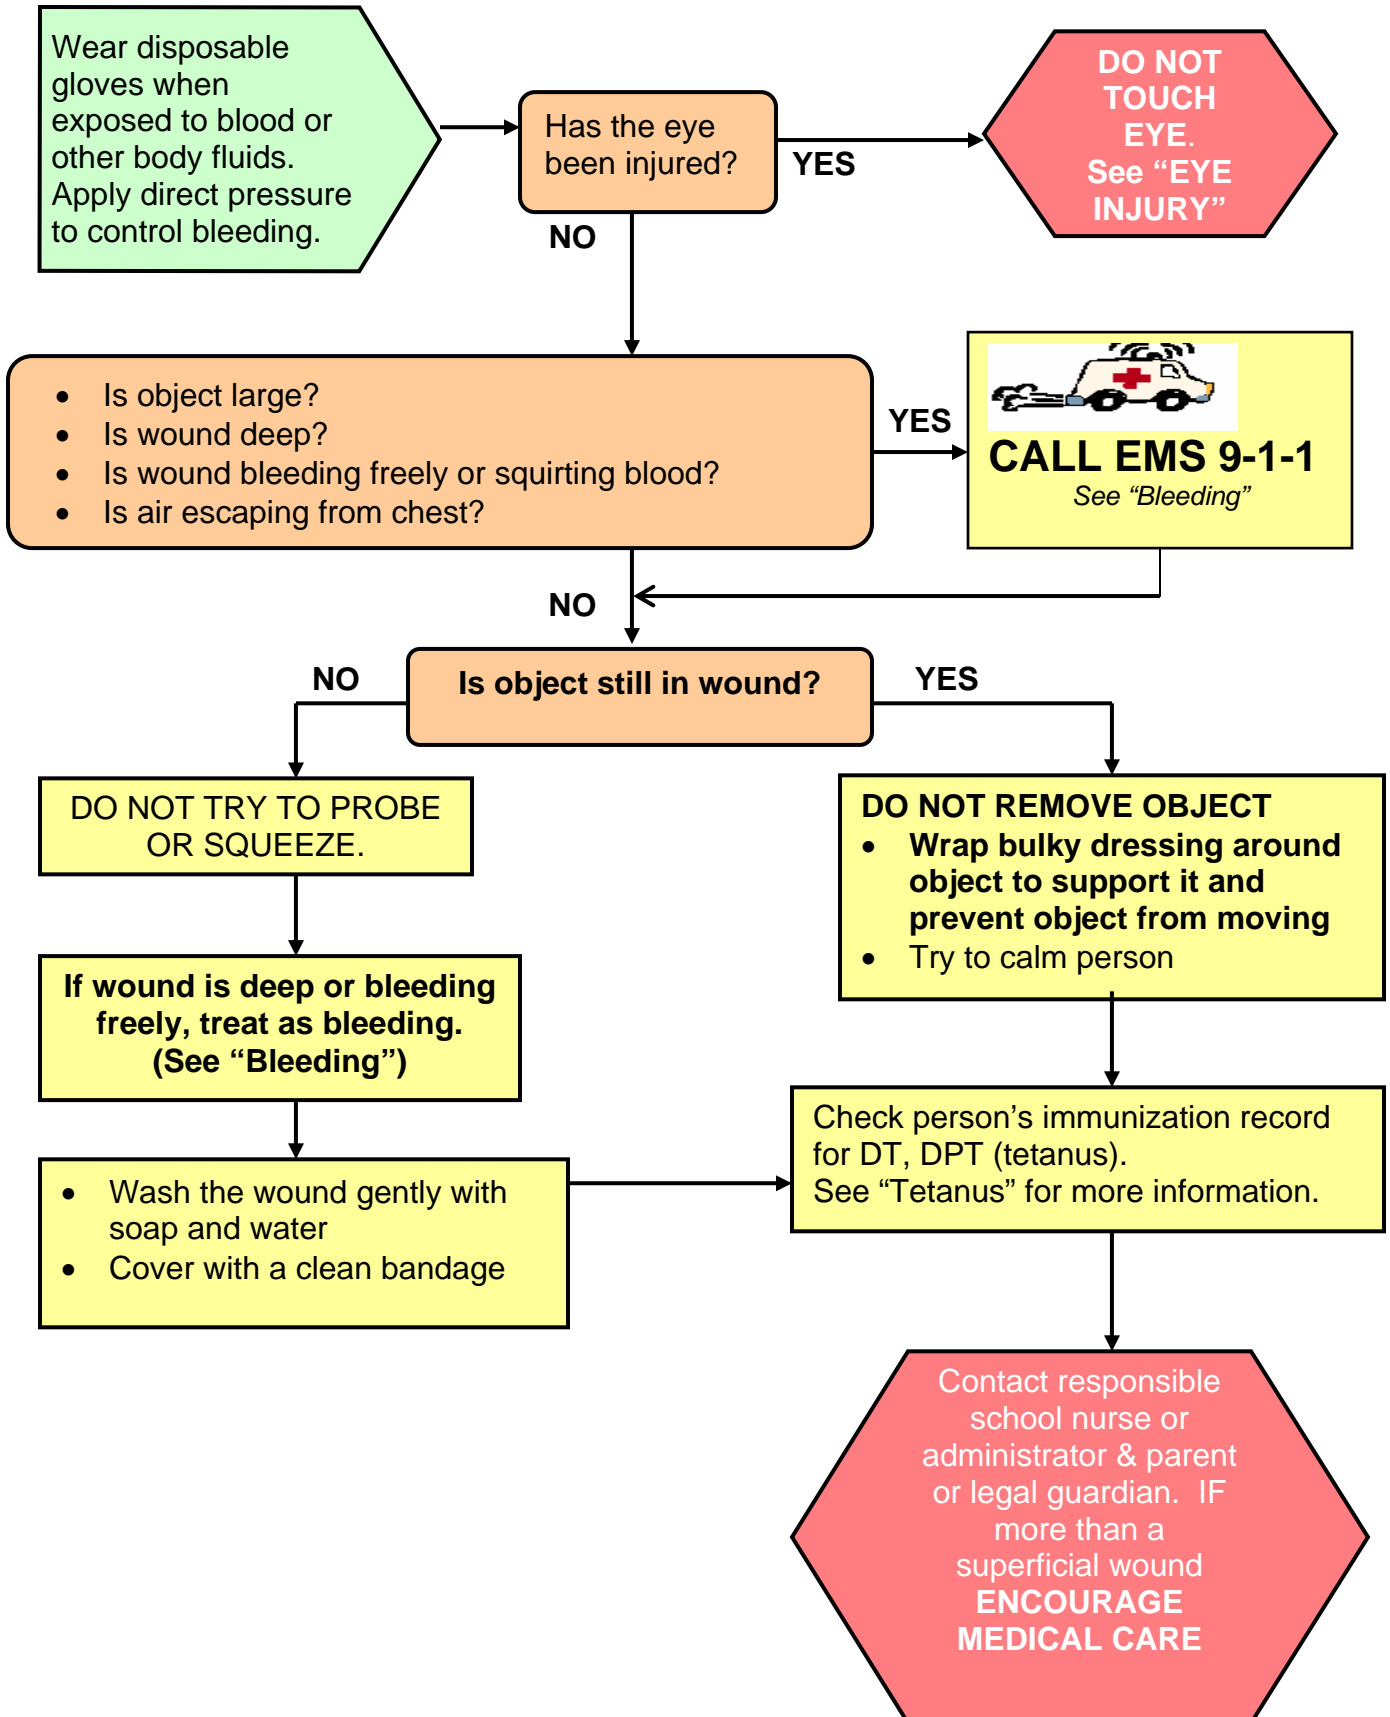 Wear disposable
gloves when
exposed to blood or
other body fluids.
Apply direct pressure
to control bleeding.
Has the eye
been injured?
YES
DO NOT
TOUCH
EYE.
See “EYE
INJURY”
NO
• Is object large?
• Is wound deep?
• Is wound bleeding freely or squirting blood?
• Is air escaping from chest?
YES
CALL EMS 9-1-1
See “Bleeding”
NO
NO
Is object still in wound?
YES
DO NOT TRY TO PROBE
OR SQUEEZE.
DO NOT REMOVE OBJECT
• Wrap bulky dressing around
object to support it and
prevent object from moving
• Try to calm person
If wound is deep or bleeding
freely, treat as bleeding.
(See “Bleeding”)
Check person’s immunization record
for DT, DPT (tetanus).
See “Tetanus” for more information.
• Wash the wound gently with
soap and water
• Cover with a clean bandage
Contact responsible
school nurse or
administrator & parent
or legal guardian.  IF
more than a
superficial wound
ENCOURAGE
MEDICAL CARE